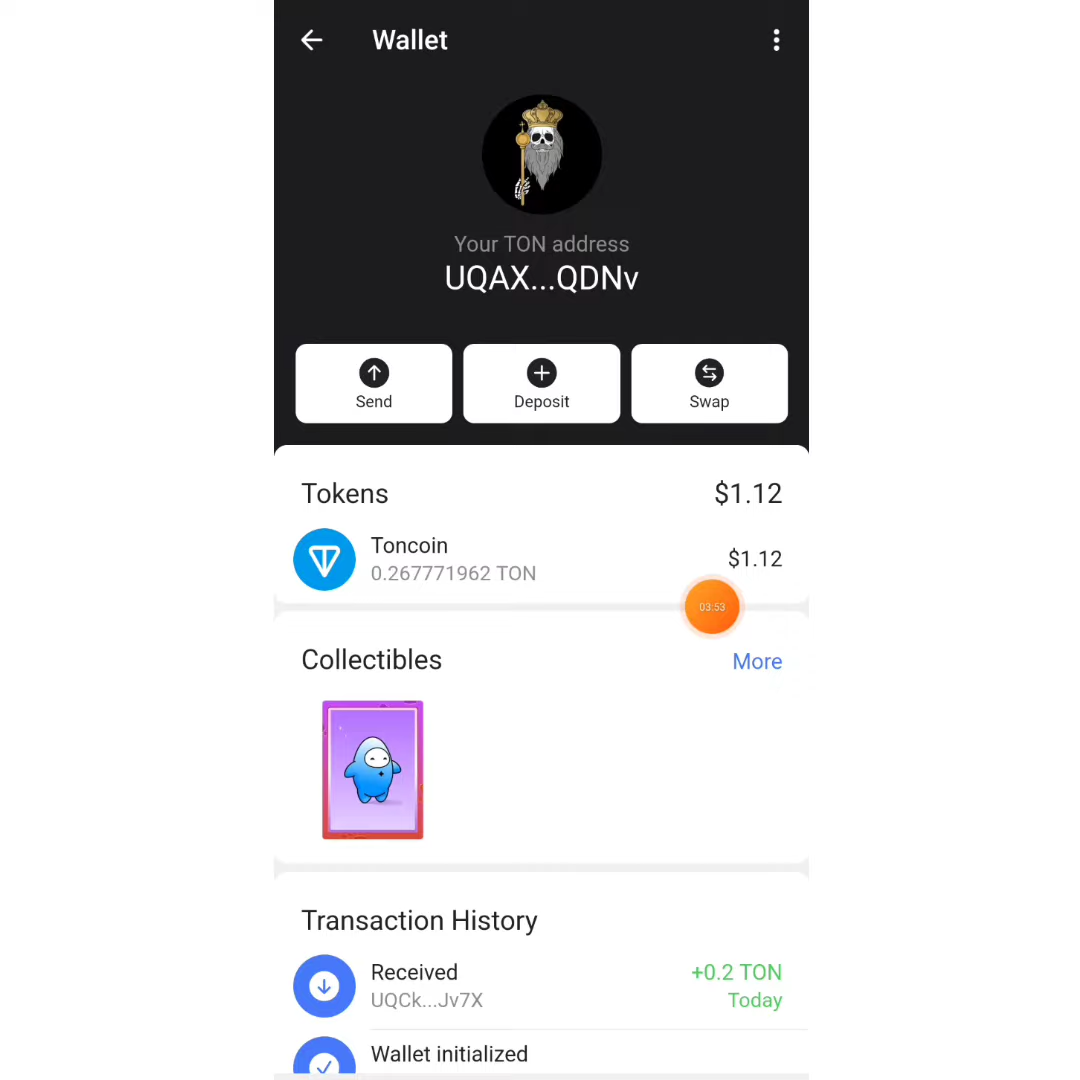 Wallet
Your TON address
UQAX...QDNv
Send
Deposit
Swap
Tokens
$1.12
Toncoin
0.267771962 TON
$1.12
03:53
Collectibles
More
Transaction History
Received
+0.2 TON
UQCk...Jv7X
Today
Wallet initialized